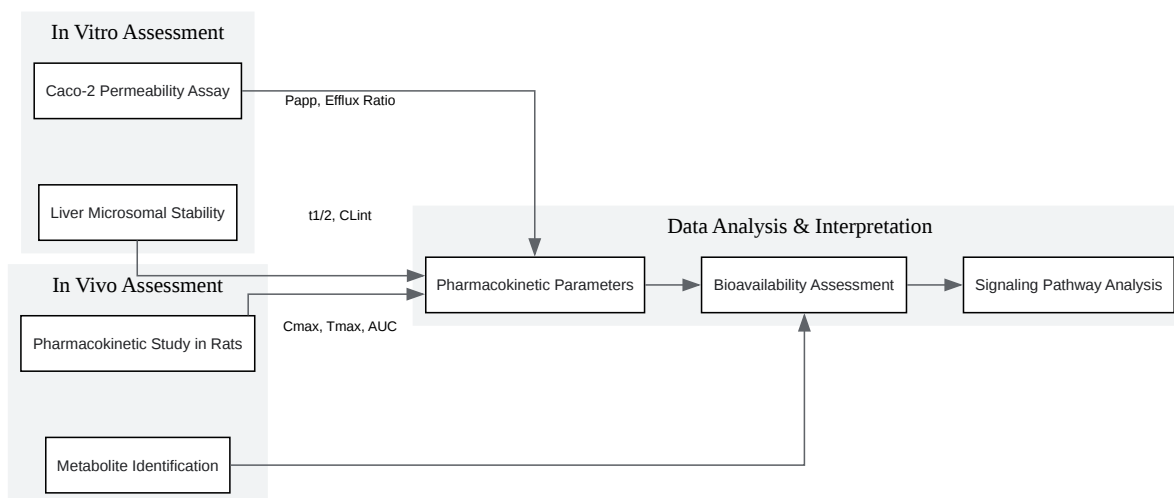 In Vitro Assessment
Caco-2 Permeability Assay
Papp, Efflux Ratio
Liver Microsomal Stability
t1/2, CLint
In Vivo Assessment
Pharmacokinetic Study in Rats
Cmax, Tmax, AUC
Metabolite Identification
Data Analysis & Interpretation
Pharmacokinetic Parameters
Bioavailability Assessment
Signaling Pathway Analysis